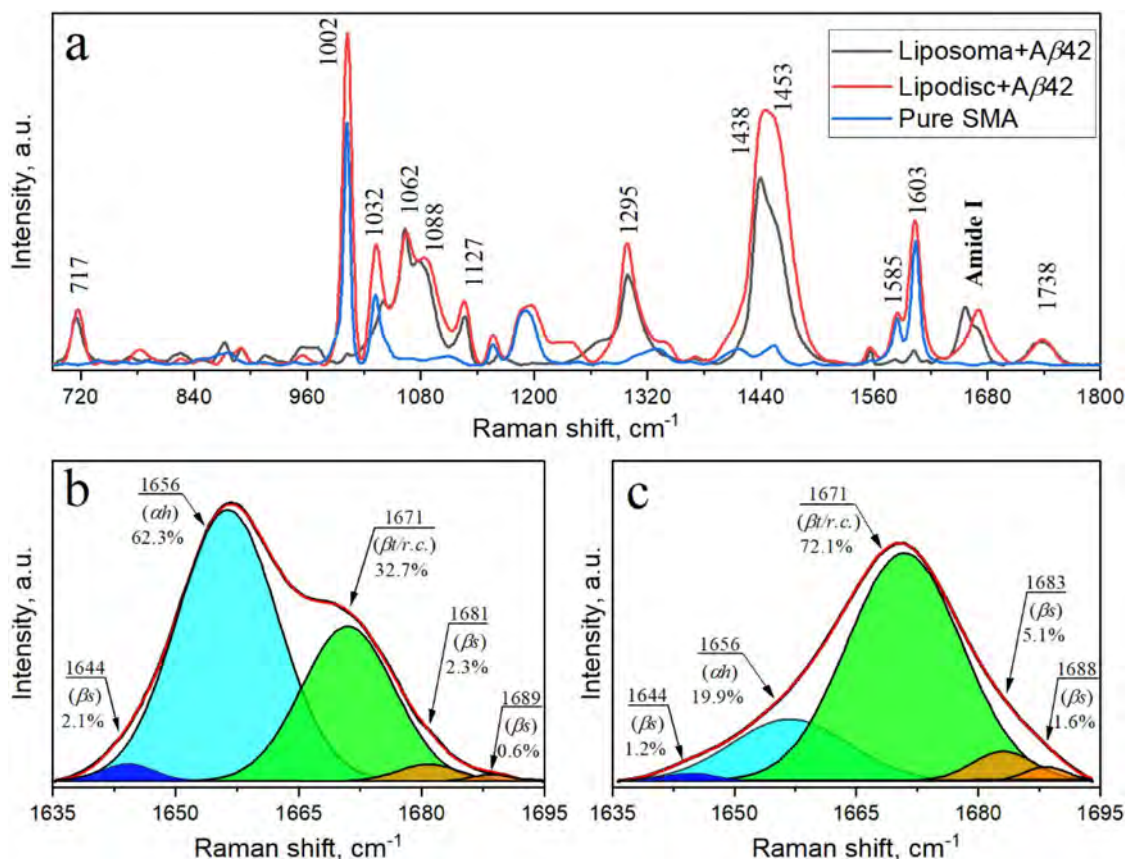 a
Liposoma+Aβ42
Lipodisc+Aβ42
Pure SMA
717
1002
1032
1062
1088
1127
1295
1438
1453
1585
1603
Amide I
1738
Intensity, a.u.
720 840 960 1080 1200 1320 1440 1560 1680 1800
Raman shift, cm-1
b
1656
(αh)
62.3%
1671
(βt/r.c.)
32.7%
1681
(βs)
2.3%
1644
(βs)
2.1%
1689
(βs)
0.6%
Intensity, a.u.
1635 1650 1665 1680 1695
Raman shift, cm-1
c
1671
(βt/r.c.)
72.1%
1683
(βs)
5.1%
1656
(αh)
19.9%
1688
(βs)
1.6%
1644
(βs)
1.2%
Intensity, a.u.
1635 1650 1665 1680 1695
Raman shift, cm-1